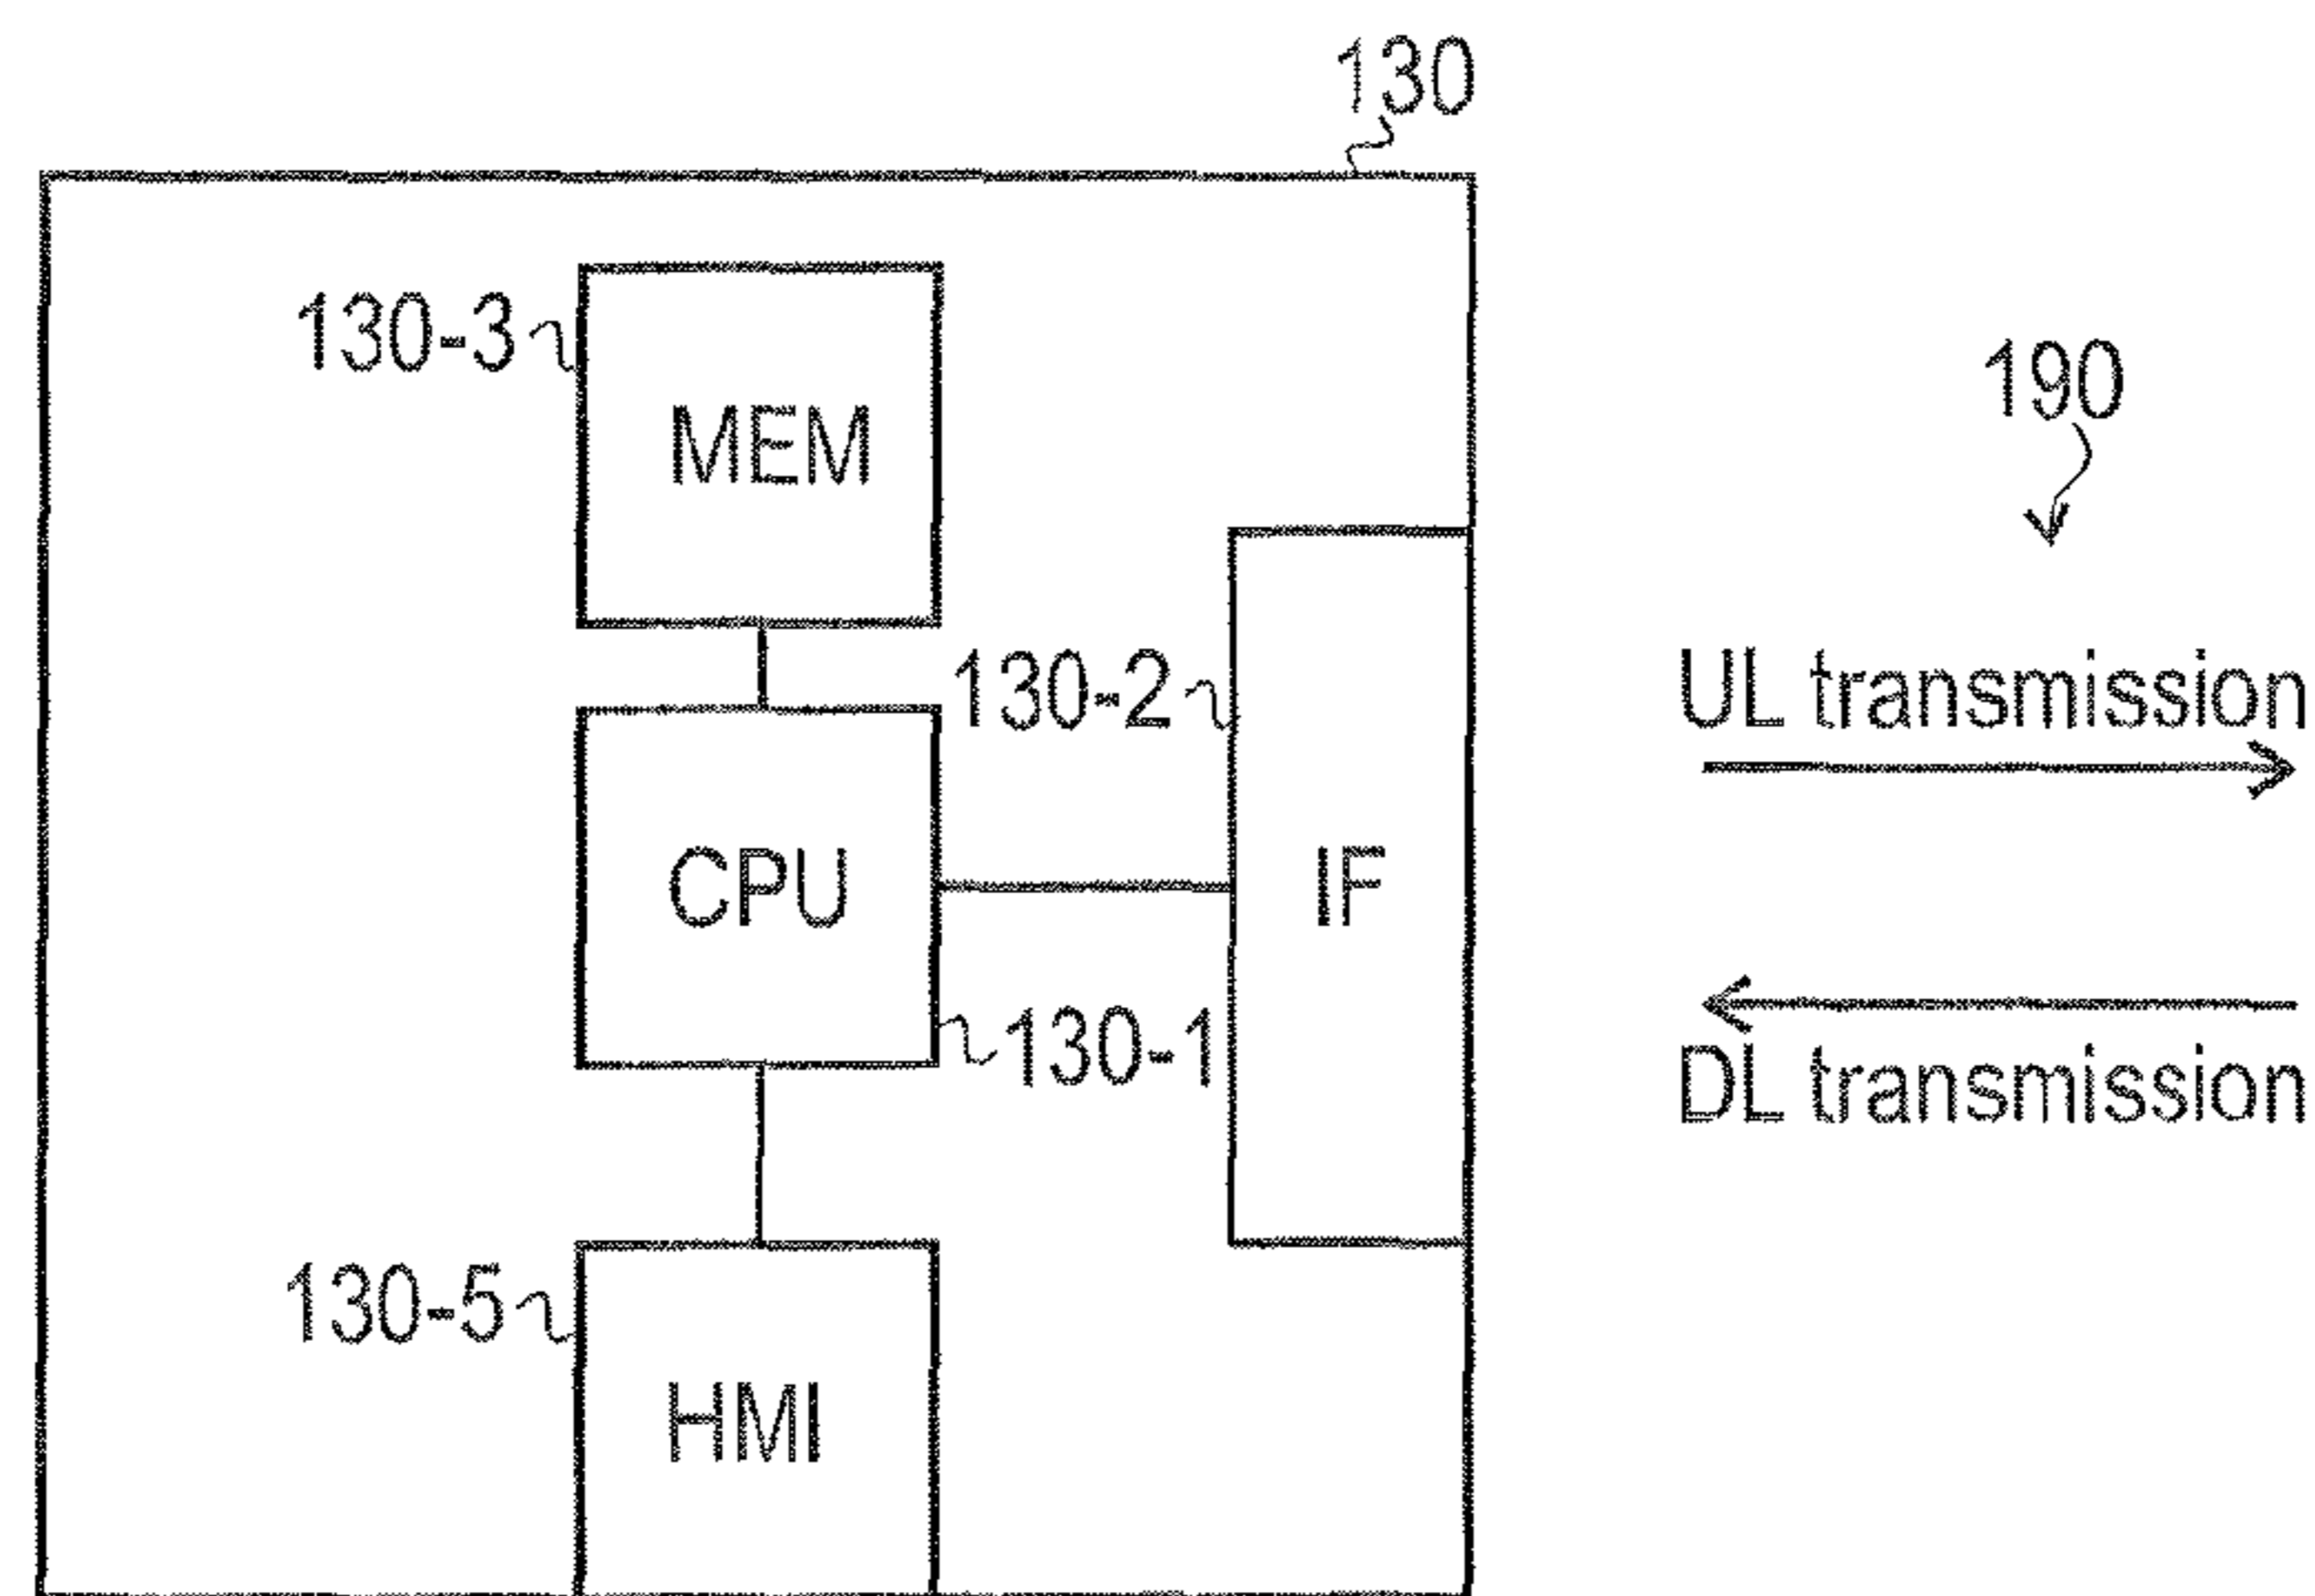 130
130-3
MEM
190
130-2
UL transmission
CPU
IF
130-1
DL transmission
130-5
HMI